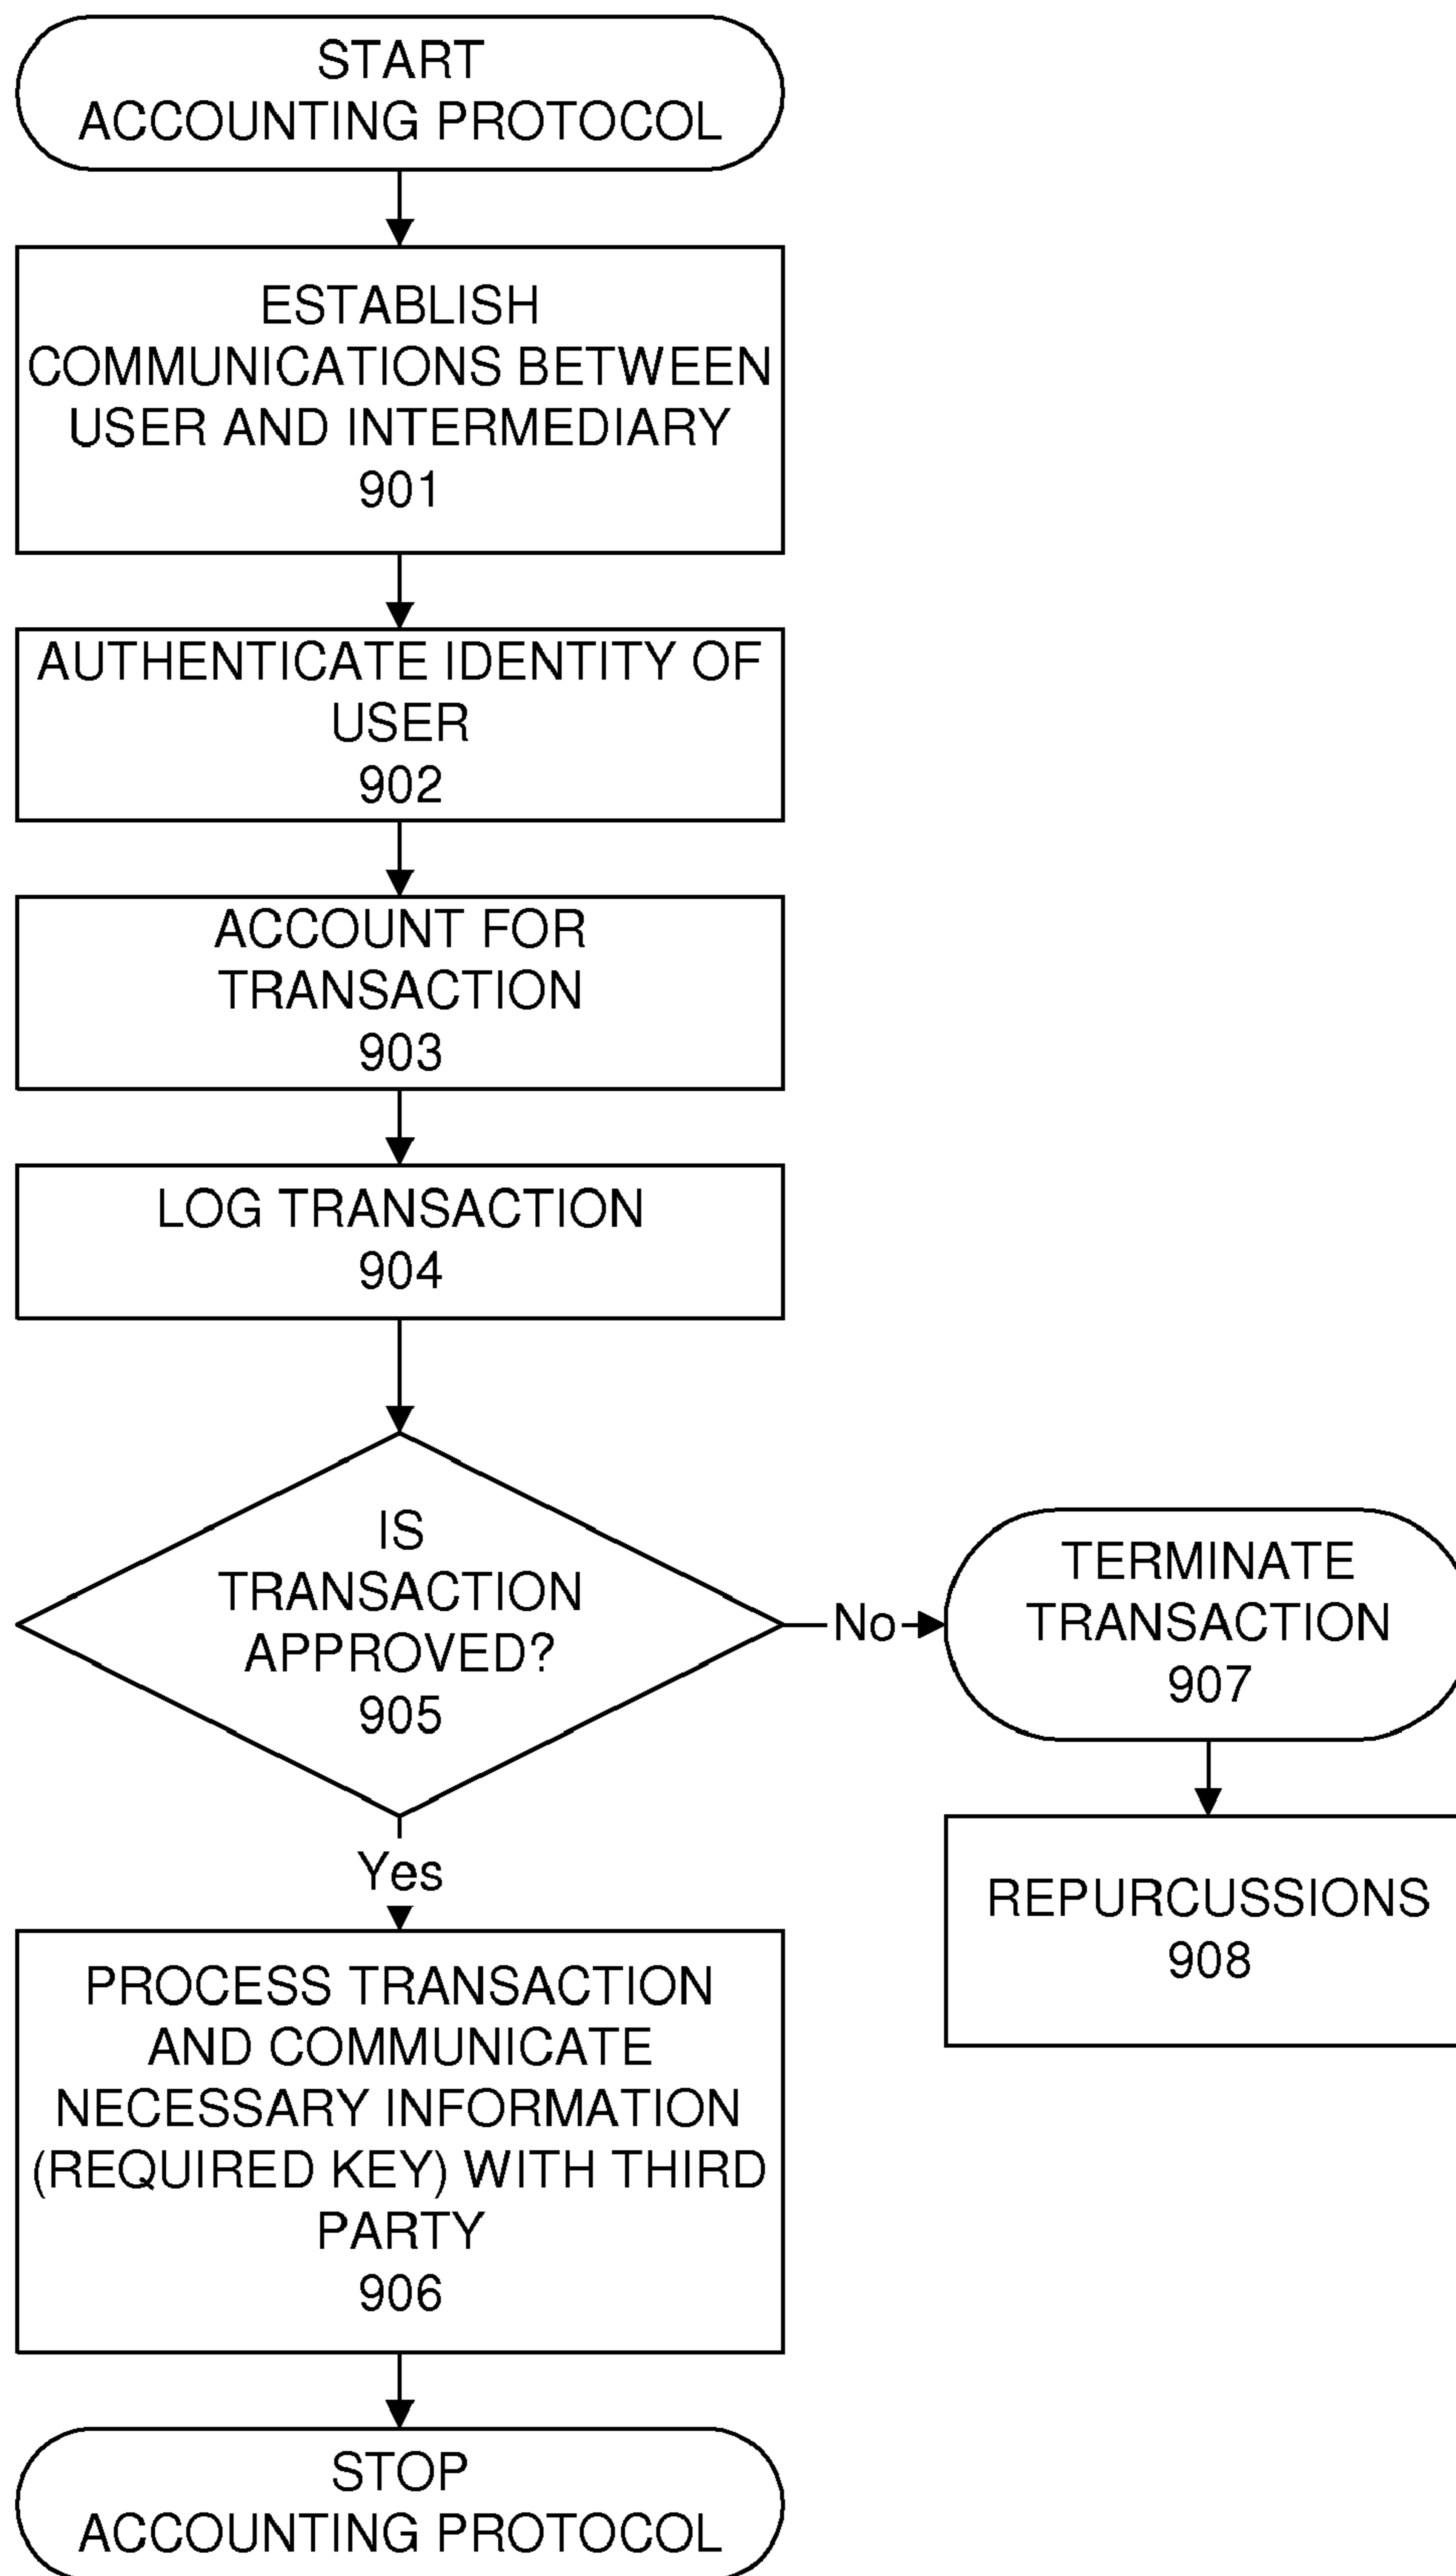 START
ACCOUNTING PROTOCOL
ESTABLISH
COMMUNICATIONS BETWEEN
USER AND INTERMEDIARY
901
AUTHENTICATE IDENTITY OF
USER
902
ACCOUNT FOR
TRANSACTION
903
LOG TRANSACTION
904
IS
TRANSACTION
APPROVED?
905
No
TERMINATE
TRANSACTION
907
REPURCUSSIONS
908
Yes
PROCESS TRANSACTION
AND COMMUNICATE
NECESSARY INFORMATION
(REQUIRED KEY) WITH THIRD
PARTY
906
STOP
ACCOUNTING PROTOCOL